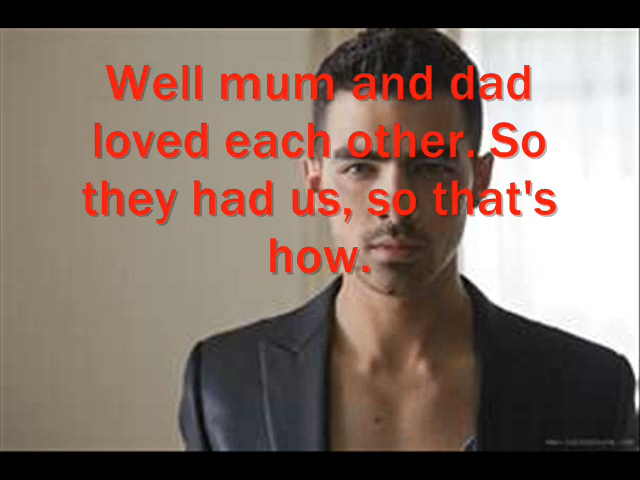 Well mum and dad
loved each other. So
they had us, so that's
how.